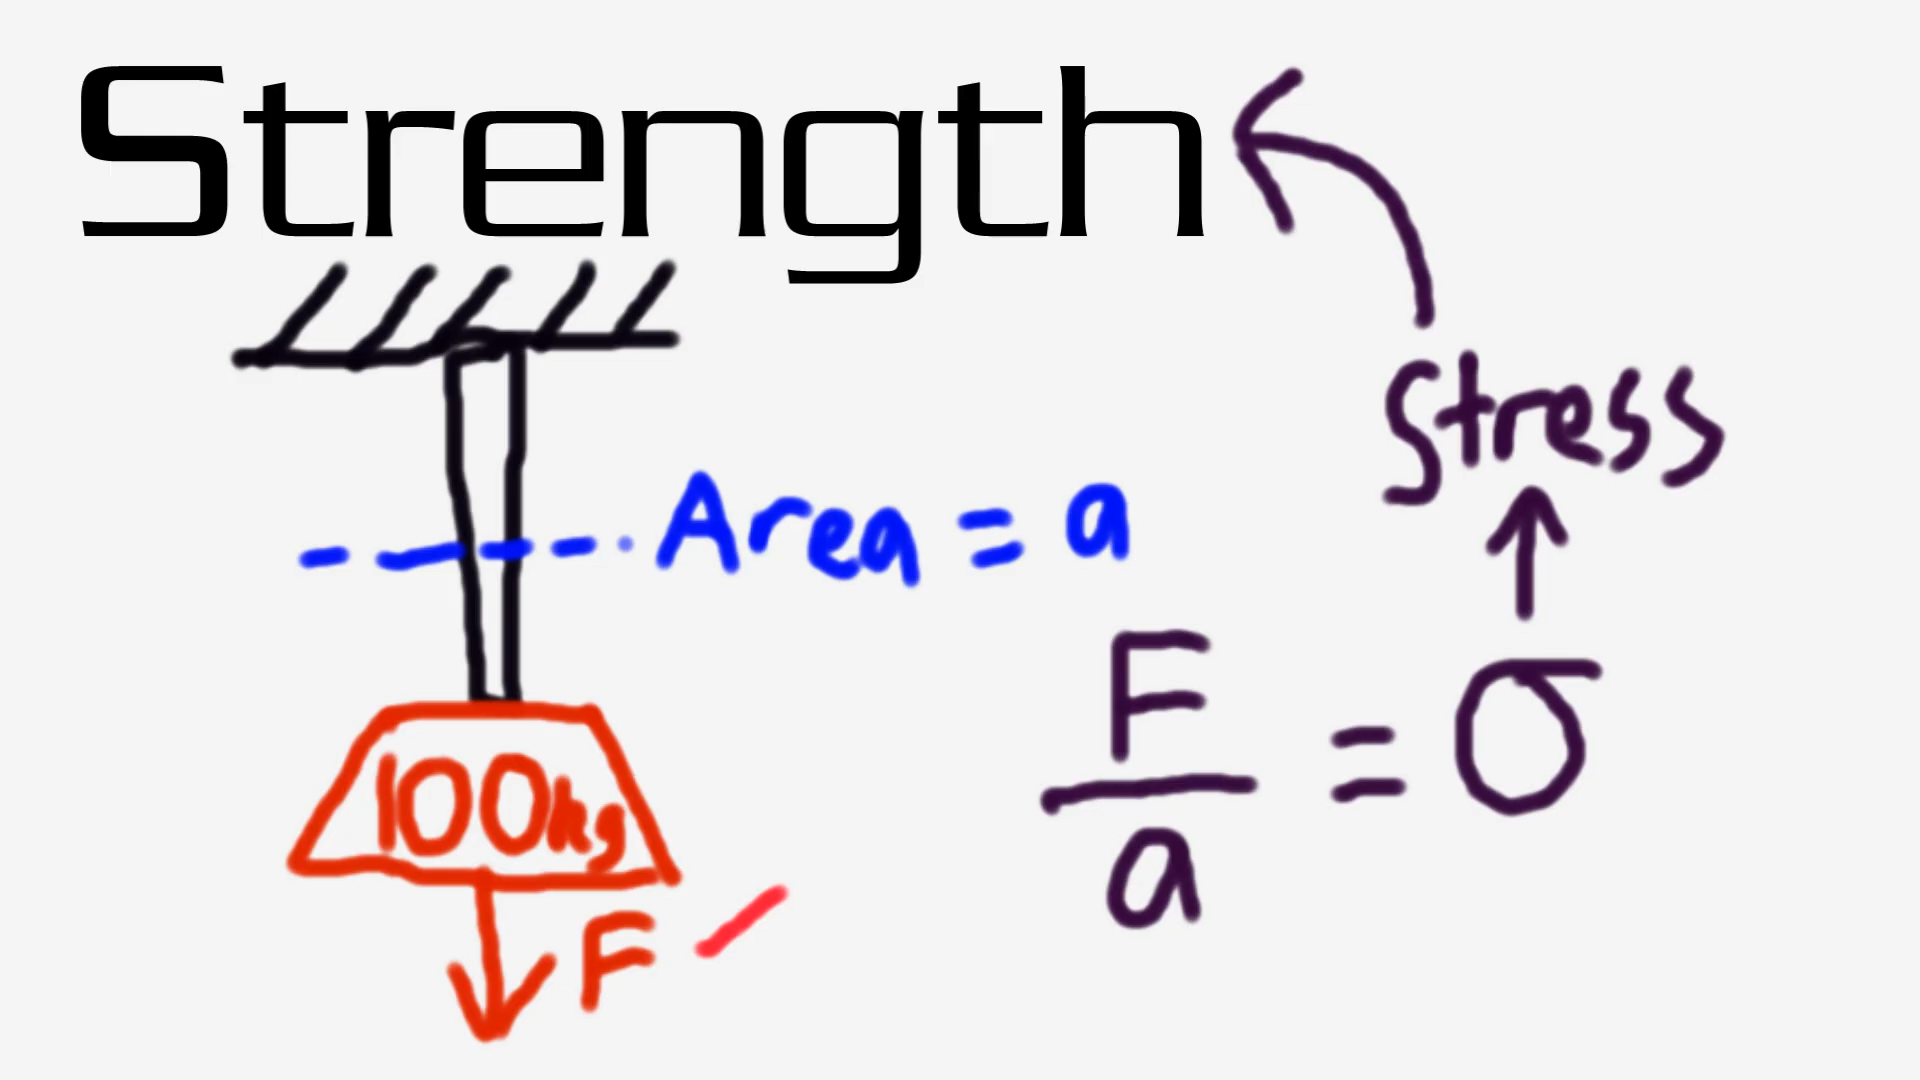 Strength
Stress
Area = a
F
a
= σ
100kg
F